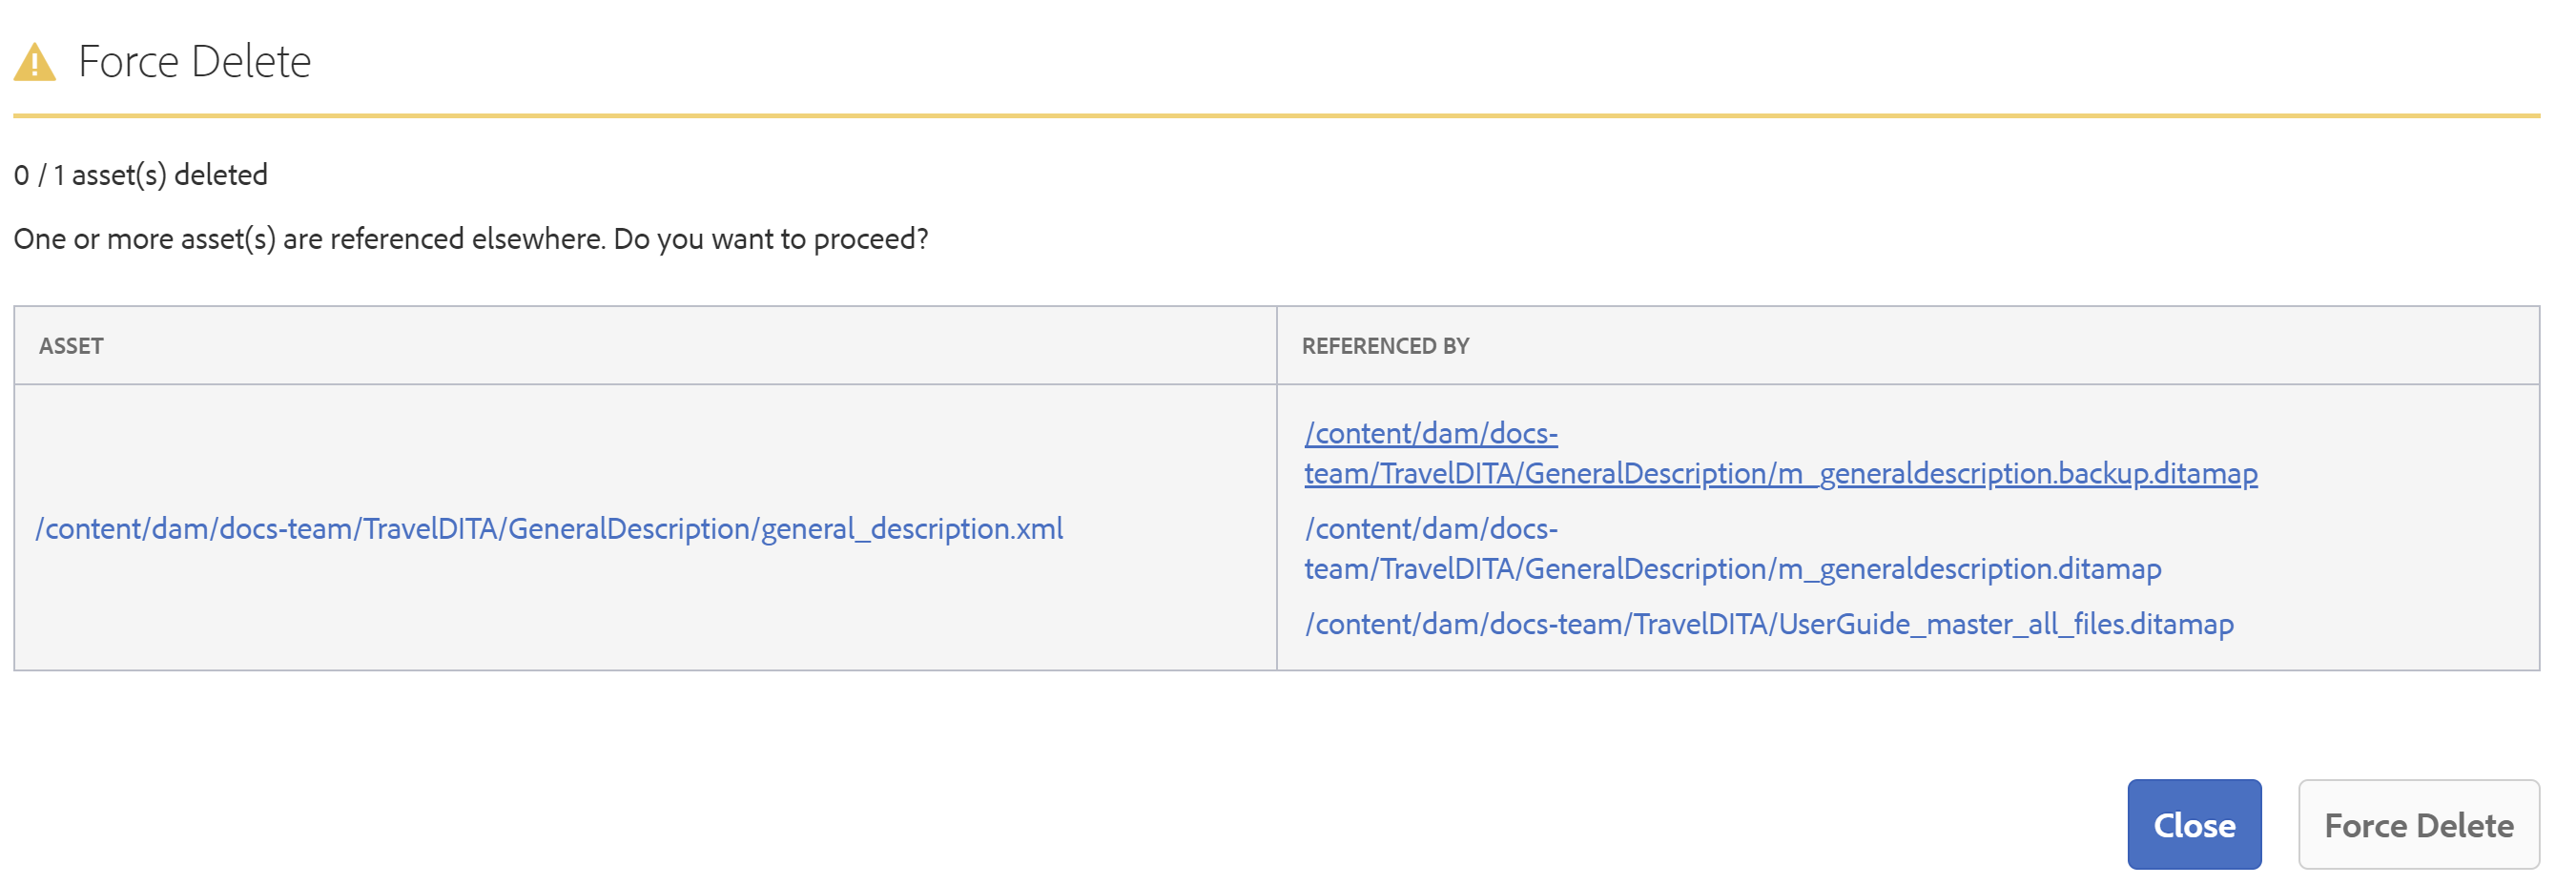 Force Delete
0 / 1 asset(s) deleted
One or more asset(s) are referenced elsewhere. Do you want to proceed?
ASSET
REFERENCED BY
/content/dam/docs-team/TravelDITA/GeneralDescription/general_description.xml
/content/dam/docs-
team/TravelDITA/GeneralDescription/m_generaldescription.backup.ditamap
/content/dam/docs-
team/TravelDITA/GeneralDescription/m_generaldescription.ditamap
/content/dam/docs-team/TravelDITA/UserGuide_master_all_files.ditamap
Close
Force Delete